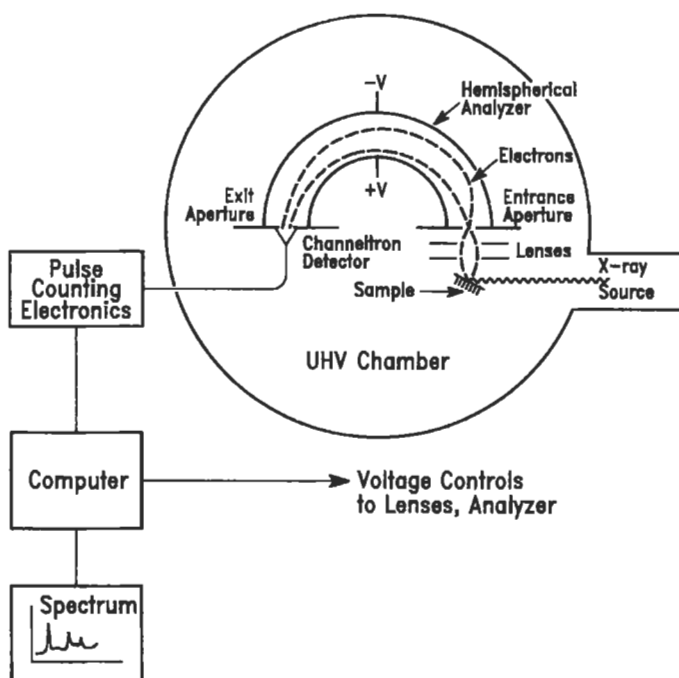 −V
Hemispherical
Analyzer
Electrons
+V
Exit
Aperture
Entrance
Aperture
Channeltron
Detector
Lenses
X-ray
Source
Sample
Pulse
Counting
Electronics
UHV Chamber
Computer
Voltage Controls
to Lenses, Analyzer
Spectrum